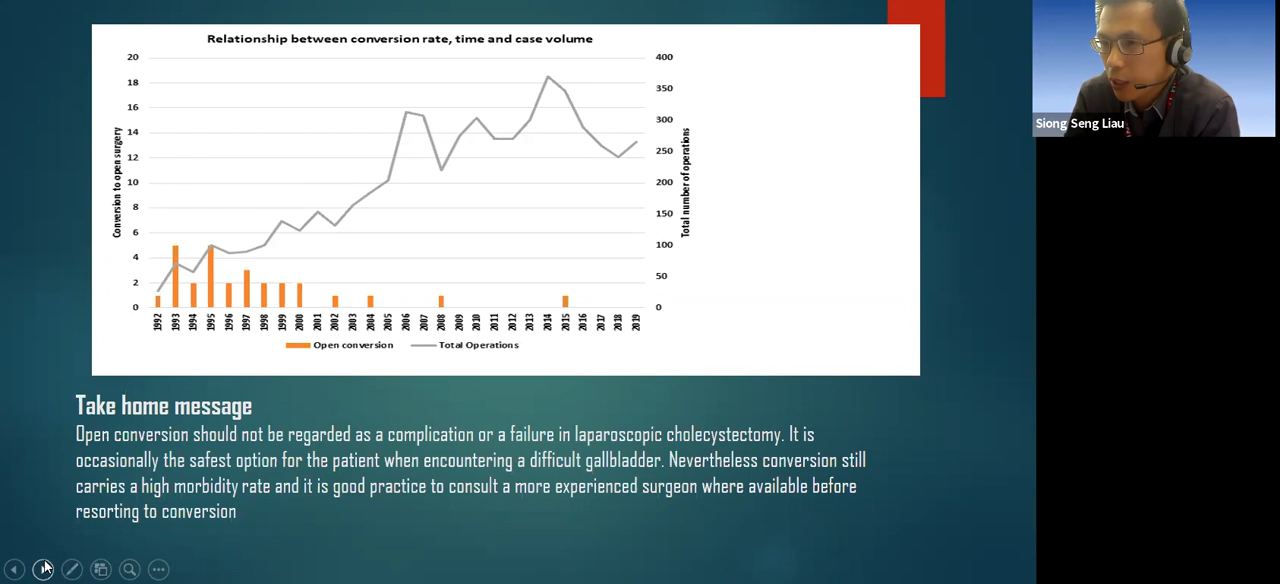 Relationship between conversion rate, time and case volume
Conversion to open surgery
20
18
16
14
12
10
8
6
4
2
0
400
350
300
250
200
150
100
50
0
Total number of operations
1992 1993 1994 1995 1996 1997 1998 1999 2000 2001 2002 2003 2004 2005 2006 2007 2008 2009 2010 2011 2012 2013 2014 2015 2016 2017 2018 2019
Open conversion Total Operations
Siong Seng Liau
Take home message
Open conversion should not be regarded as a complication or a failure in laparoscopic cholecystectomy. It is
occasionally the safest option for the patient when encountering a difficult gallbladder. Nevertheless conversion still
carries a high morbidity rate and it is good practice to consult a more experienced surgeon where available before
resorting to conversion